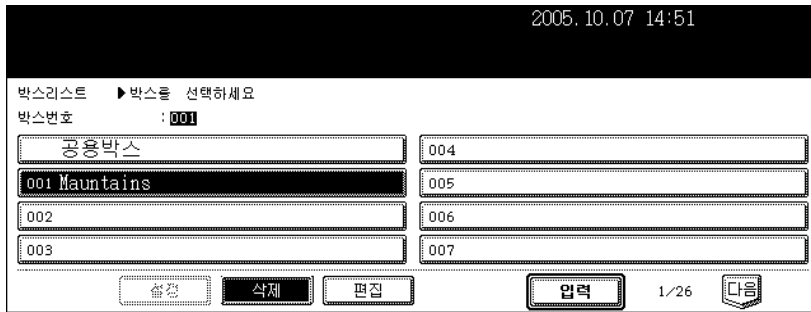 2005.10.07 14:51
박스리스트 ▶박스를 선택하세요
박스번호 :001
공용박스 004
001 Mauntains 005
002 006
003 007
설정 삭제 편집 입력 1/26 다음